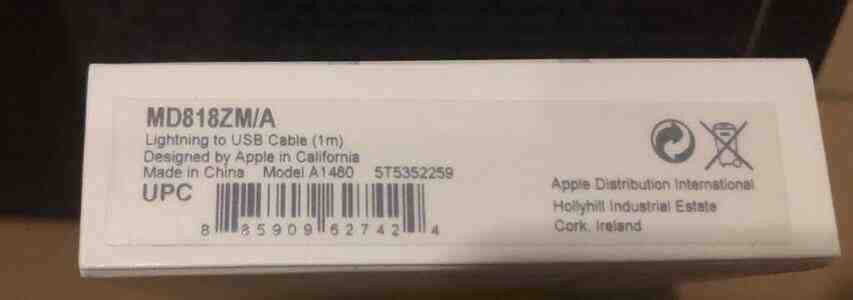 MD818ZM/A
Lightning to USB Cable (1m)
Designed by Apple in California
Made in China Model A1480 5T5352259
UPC
8 85909 62742 4
Apple Distribution International
Hollyhill Industrial Estate
Cork, Ireland